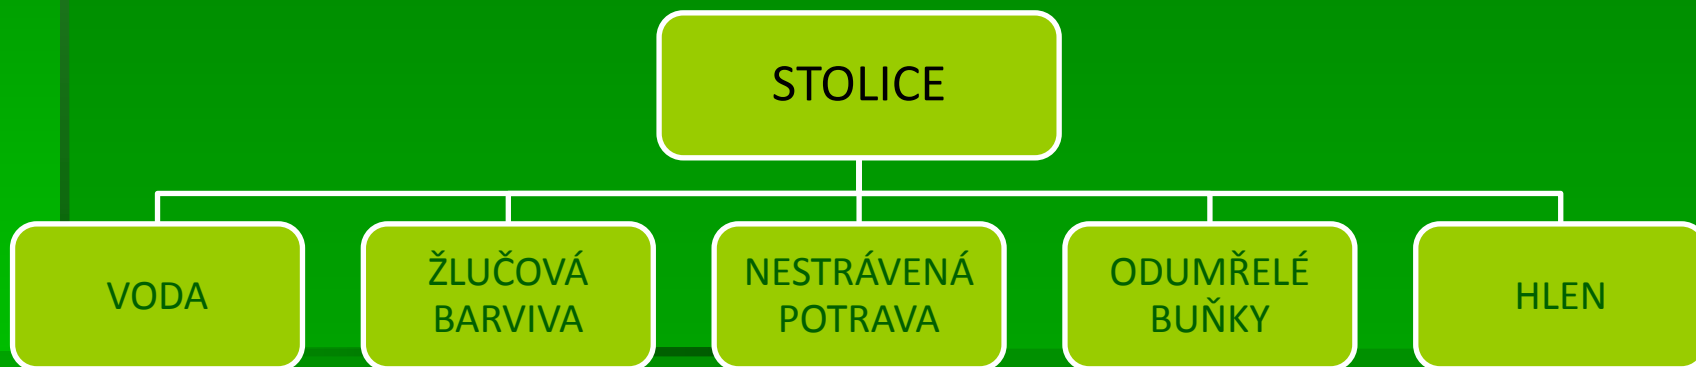 STOLICE
VODA
ŽLUČOVÁ
BARVIVA
NESTRÁVENÁ
POTRAVA
ODUMŘELÉ
BUŇKY
HLEN